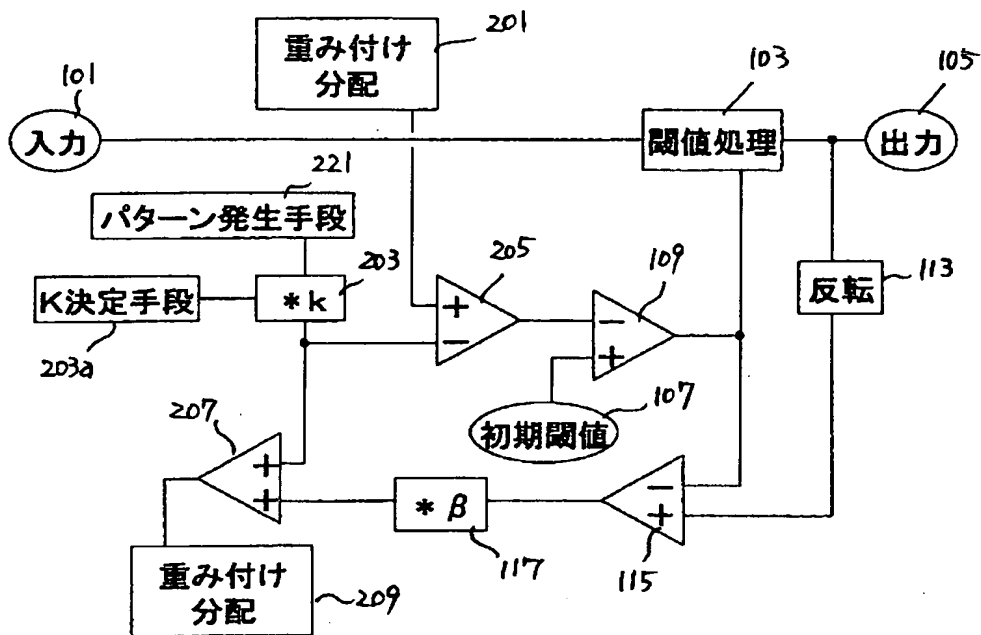 201
重み付け
分配
101
入力
103
閾値処理
105
出力
221
パターン発生手段
K決定手段
203a
*k
203
+
−
205
−
+
109
初期閾値
107
反転
113
207
+
+
* β
117
−
+
115
重み付け
分配
209